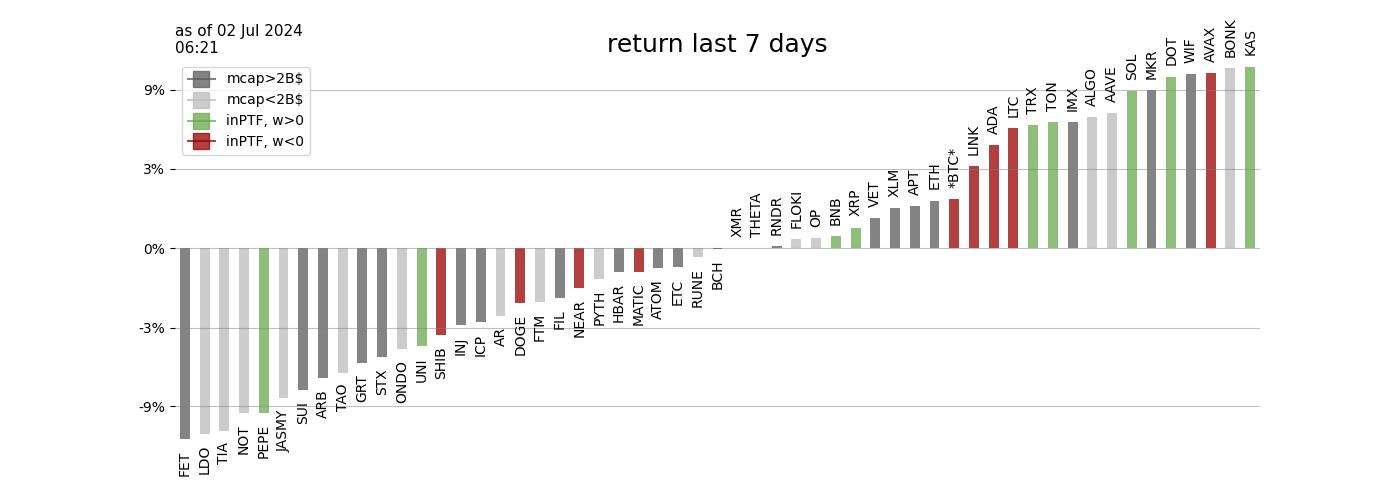 as of 02 Jul 2024
06:21
return last 7 days
mcap>2B$
mcap<2B$
inPTF, w>0
inPTF, w<0
9%
3%
0%
-3%
-9%
FET
LDO
TIA
NOT
PEPE
JASMY
SUI
ARB
TAO
GRT
STX
ONDO
UNI
SHIB
INJ
ICP
AR
DOGE
FTM
FIL
NEAR
PYTH
HBAR
MATIC
ATOM
ETC
RUNE
BCH
XMR
THETA
RNDR
FLOKI
OP
BNB
XRP
VET
XLM
APT
ETH
*BTC*
LINK
ADA
LTC
TRX
TON
IMX
ALGO
AAVE
SOL
MKR
DOT
WIF
AVAX
BONK
KAS